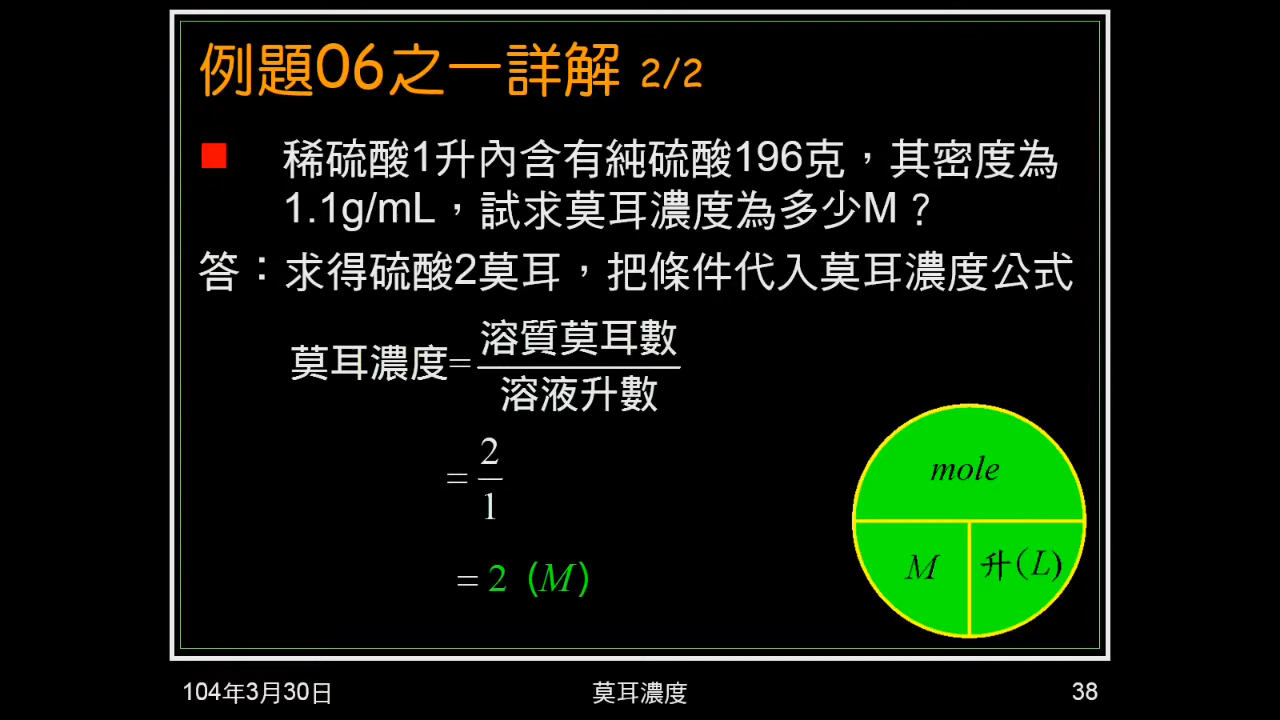 例題06之一詳解 2/2
稀硫酸1升內含有純硫酸196克，其密度為
1.1g/mL，試求莫耳濃度為多少M？
答：求得硫酸2莫耳，把條件代入莫耳濃度公式
莫耳濃度=溶質莫耳數
溶液升數
=2
1
=2 (M)
mole
M 升(L)
104年3月30日 莫耳濃度 38